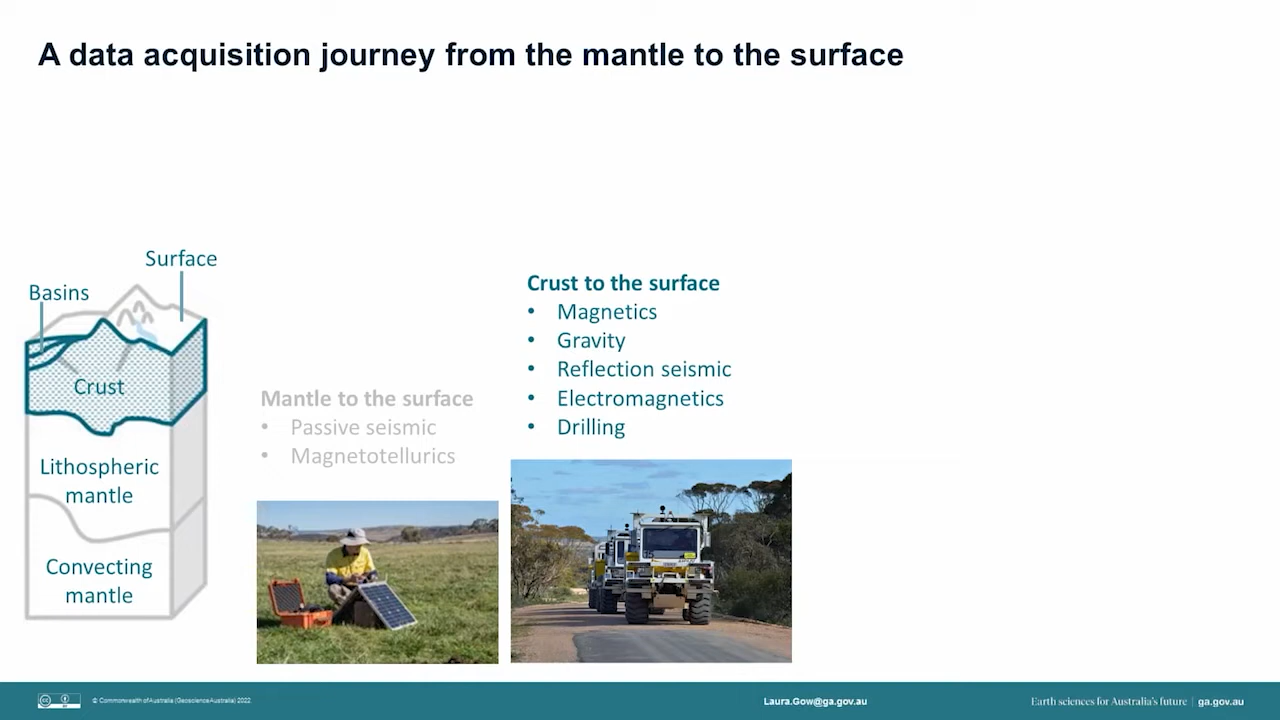 A data acquisition journey from the mantle to the surface
Surface
Basins
Crust
Lithospheric
mantle
Convecting
mantle
Mantle to the surface
• Passive seismic
• Magnetotellurics
Crust to the surface
• Magnetics
• Gravity
• Reflection seismic
• Electromagnetics
• Drilling
© Commonwealth of Australia (Geoscience Australia) 2022
Laura.Gow@ga.gov.au
Earth sciences for Australia's future | ga.gov.au